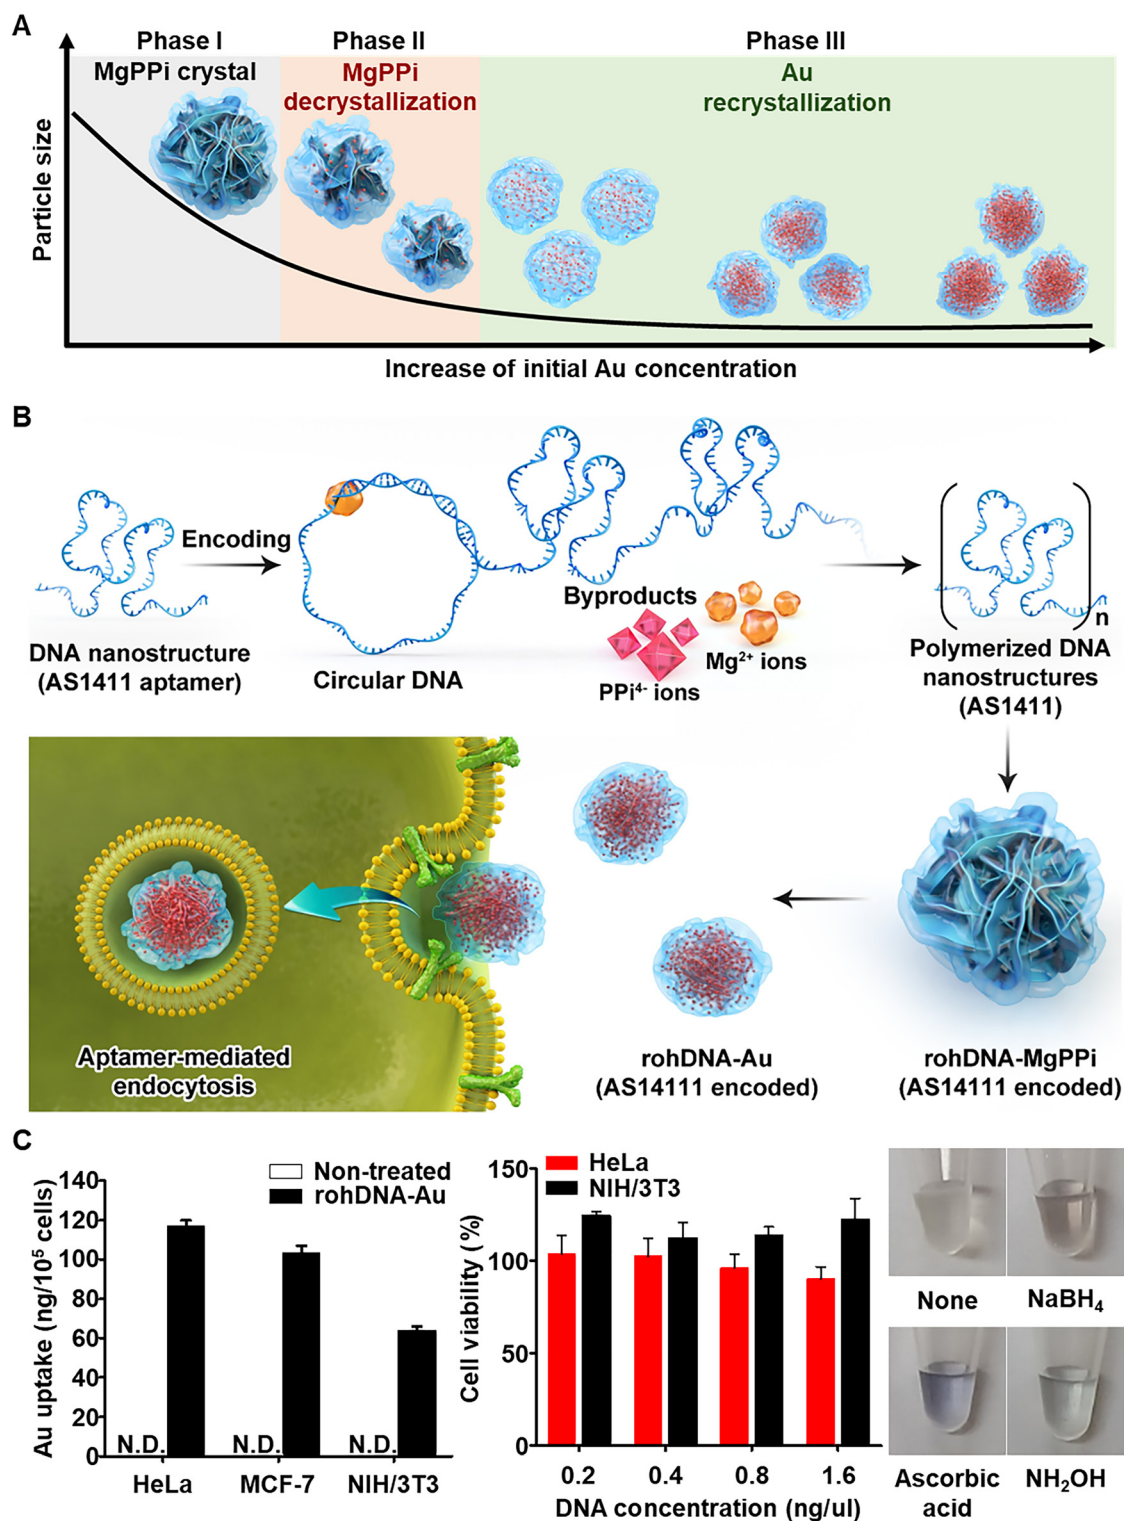 A
Phase I
Phase II
Phase III
MgPPi crystal
MgPPi
decrystallization
Au
recrystallization
Particle size
Increase of initial Au concentration
B
Encoding
DNA nanostructure
(AS1411 aptamer)
Circular DNA
Byproducts
PPi4- ions
Mg2+ ions
n
Polymerized DNA
nanostructures
(AS1411)
Aptamer-mediated
endocytosis
rohDNA-Au
(AS14111 encoded)
rohDNA-MgPPi
(AS14111 encoded)
C
Au uptake (ng/10⁵ cells)
140
120
100
80
60
40
20
0
Non-treated
rohDNA-Au
N.D.
N.D.
N.D.
HeLa
MCF-7
NIH/3T3
Cell viability (%)
150
100
50
0
HeLa
NIH/3T3
0.2
0.4
0.8
1.6
DNA concentration (ng/ul)
None
NaBH₄
Ascorbic
acid
NH₂OH